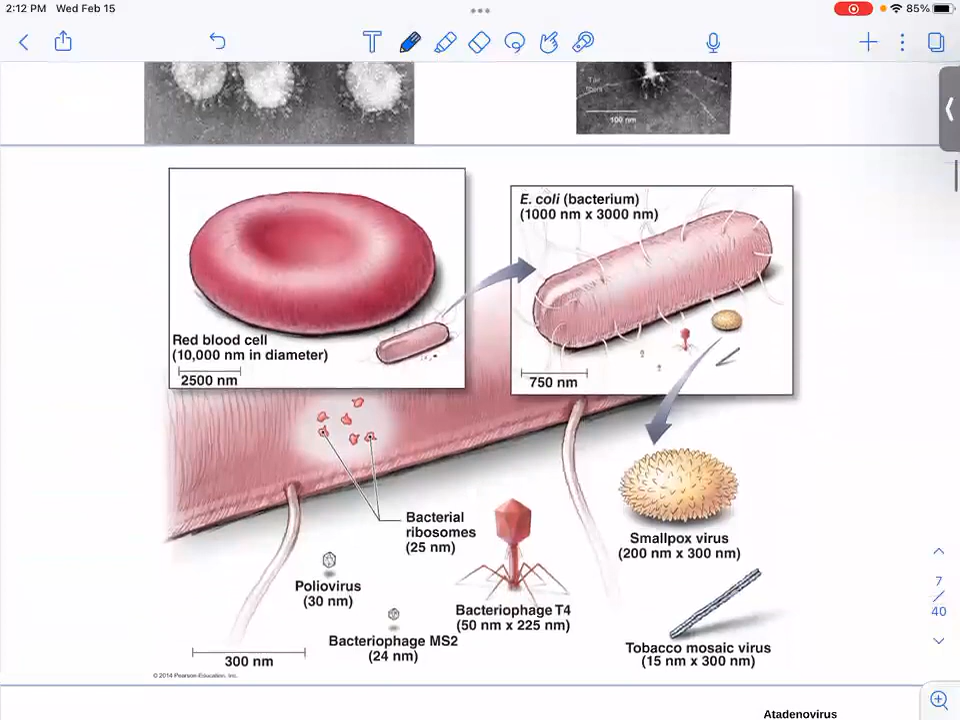 2:12 PM Wed Feb 15
85%
Tail
fibers
100 nm
E. coli (bacterium)
(1000 nm x 3000 nm)
Red blood cell
(10,000 nm in diameter)
2500 nm
750 nm
Bacterial
ribosomes
(25 nm)
Smallpox virus
(200 nm x 300 nm)
Poliovirus
(30 nm)
Bacteriophage T4
(50 nm x 225 nm)
Bacteriophage MS2
(24 nm)
Tobacco mosaic virus
(15 nm x 300 nm)
300 nm
© 2014 Pearson Education, Inc.
7
/
40
Atadenovirus